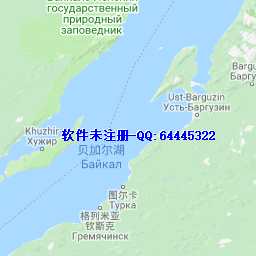 государственный
природный
заповедник
Bargu
Баргу
Ust-Barguzin
Усть-Баргузин
Khuzhir
Хужир
软件未注册-QQ:64445322
贝加尔湖
Байкал
图尔卡
Турка
格列米亚
钦斯克
Гремячинск